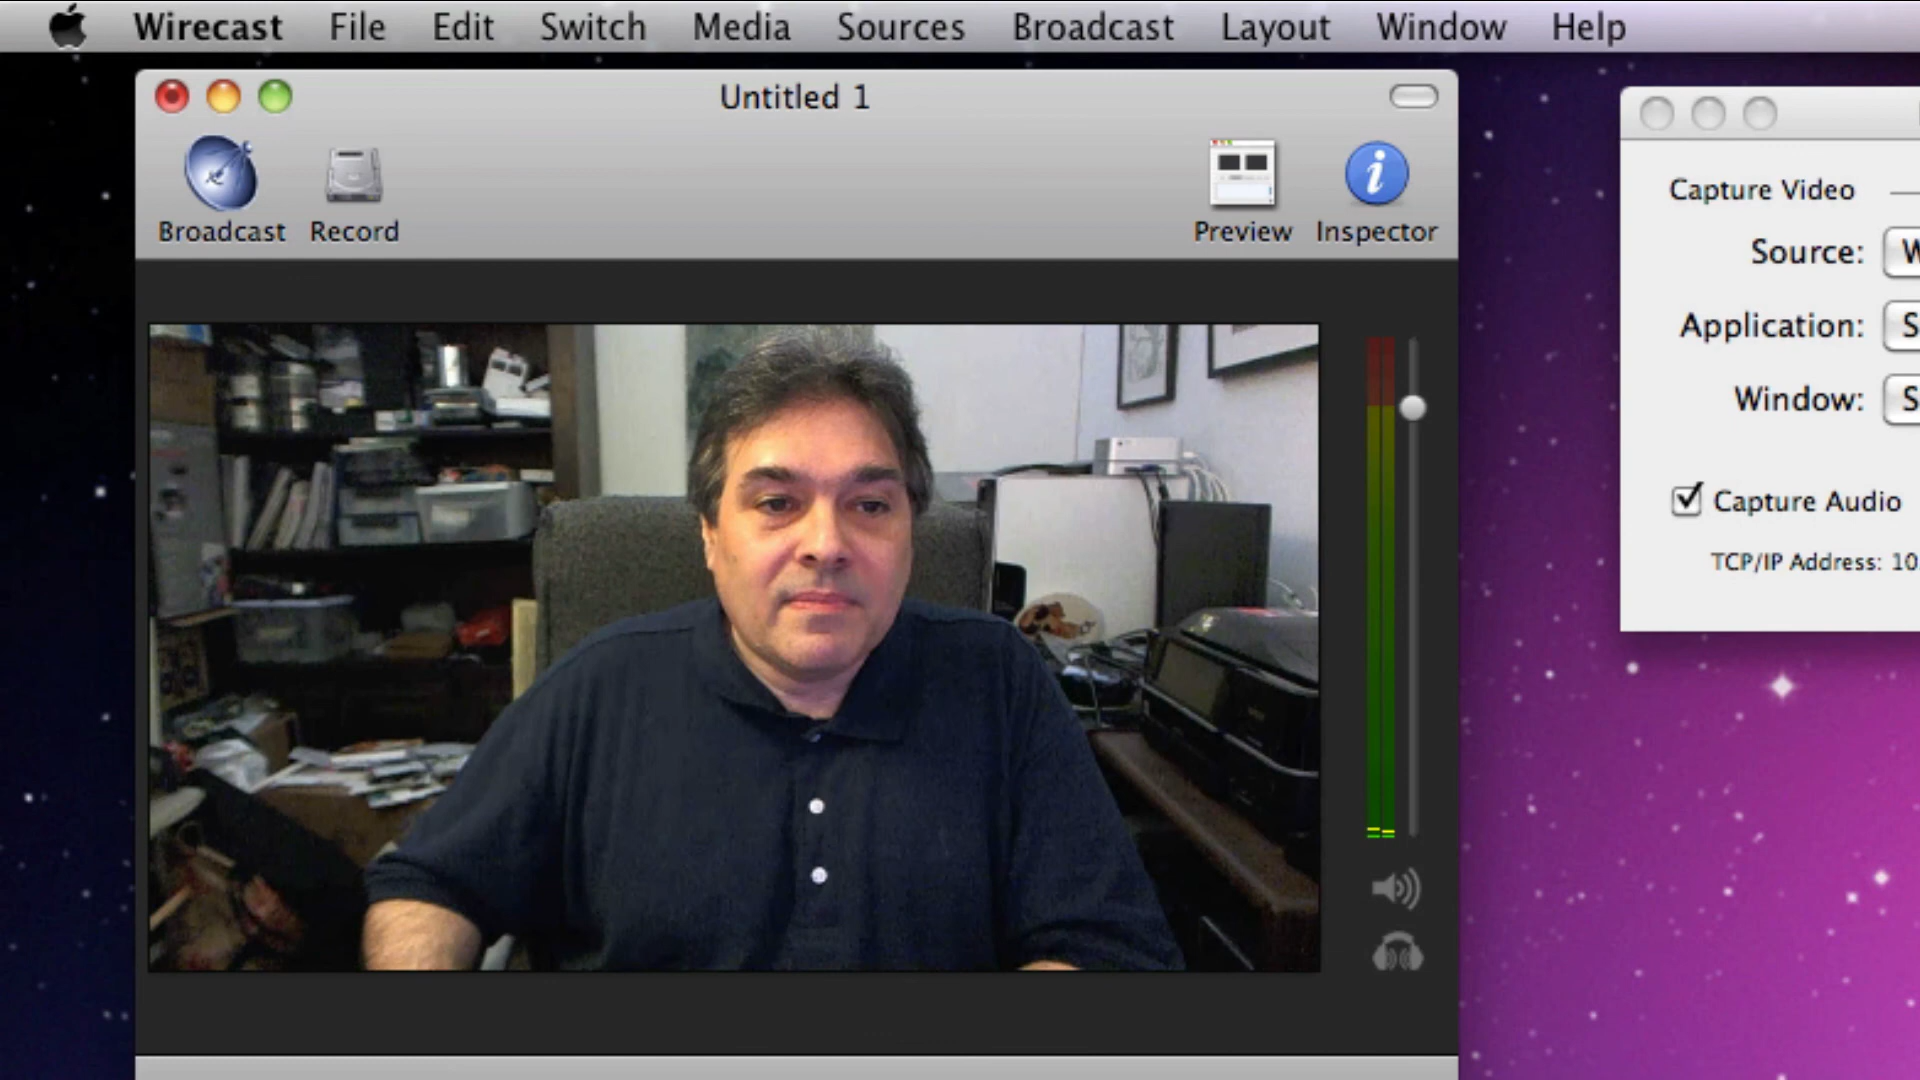 Wirecast File Edit Switch Media Sources Broadcast Layout Window Help
Untitled 1
Broadcast Record Preview Inspector
Capture Video
Source: W
Application: S
Window: S
Capture Audio
TCP/IP Address: 10.